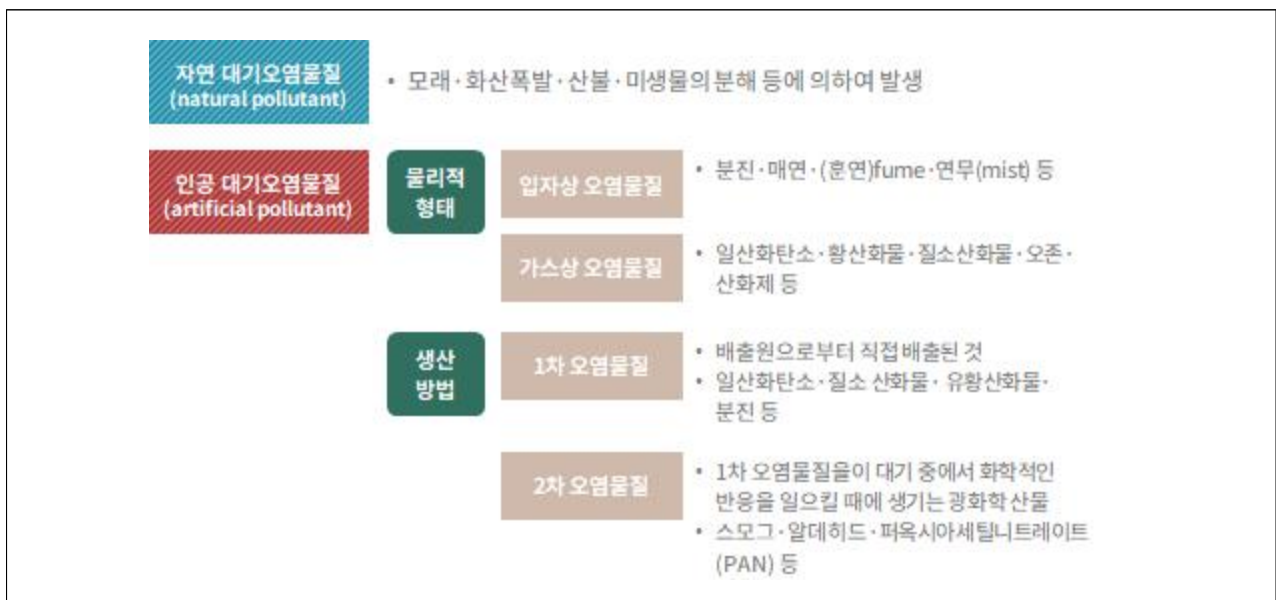 자연 대기오염물질
(natural pollutant)
• 모래·화산폭발·산불·미생물의 분해 등에 의하여 발생
인공 대기오염물질
(artificial pollutant)
물리적
형태
입자상 오염물질
• 분진·매연·(훈연)fume·연무(mist) 등
가스상 오염물질
• 일산화탄소·황산화물·질소산화물·오존·
산화제 등
생산
방법
1차 오염물질
• 배출원으로부터 직접 배출된 것
• 일산화탄소·질소 산화물· 유황산화물·
분진 등
2차 오염물질
• 1차 오염물질을이 대기 중에서 화학적인
반응을 일으킬 때에 생기는 광화학 산물
• 스모그·알데히드·퍼옥시아세틸니트레이트
(PAN) 등